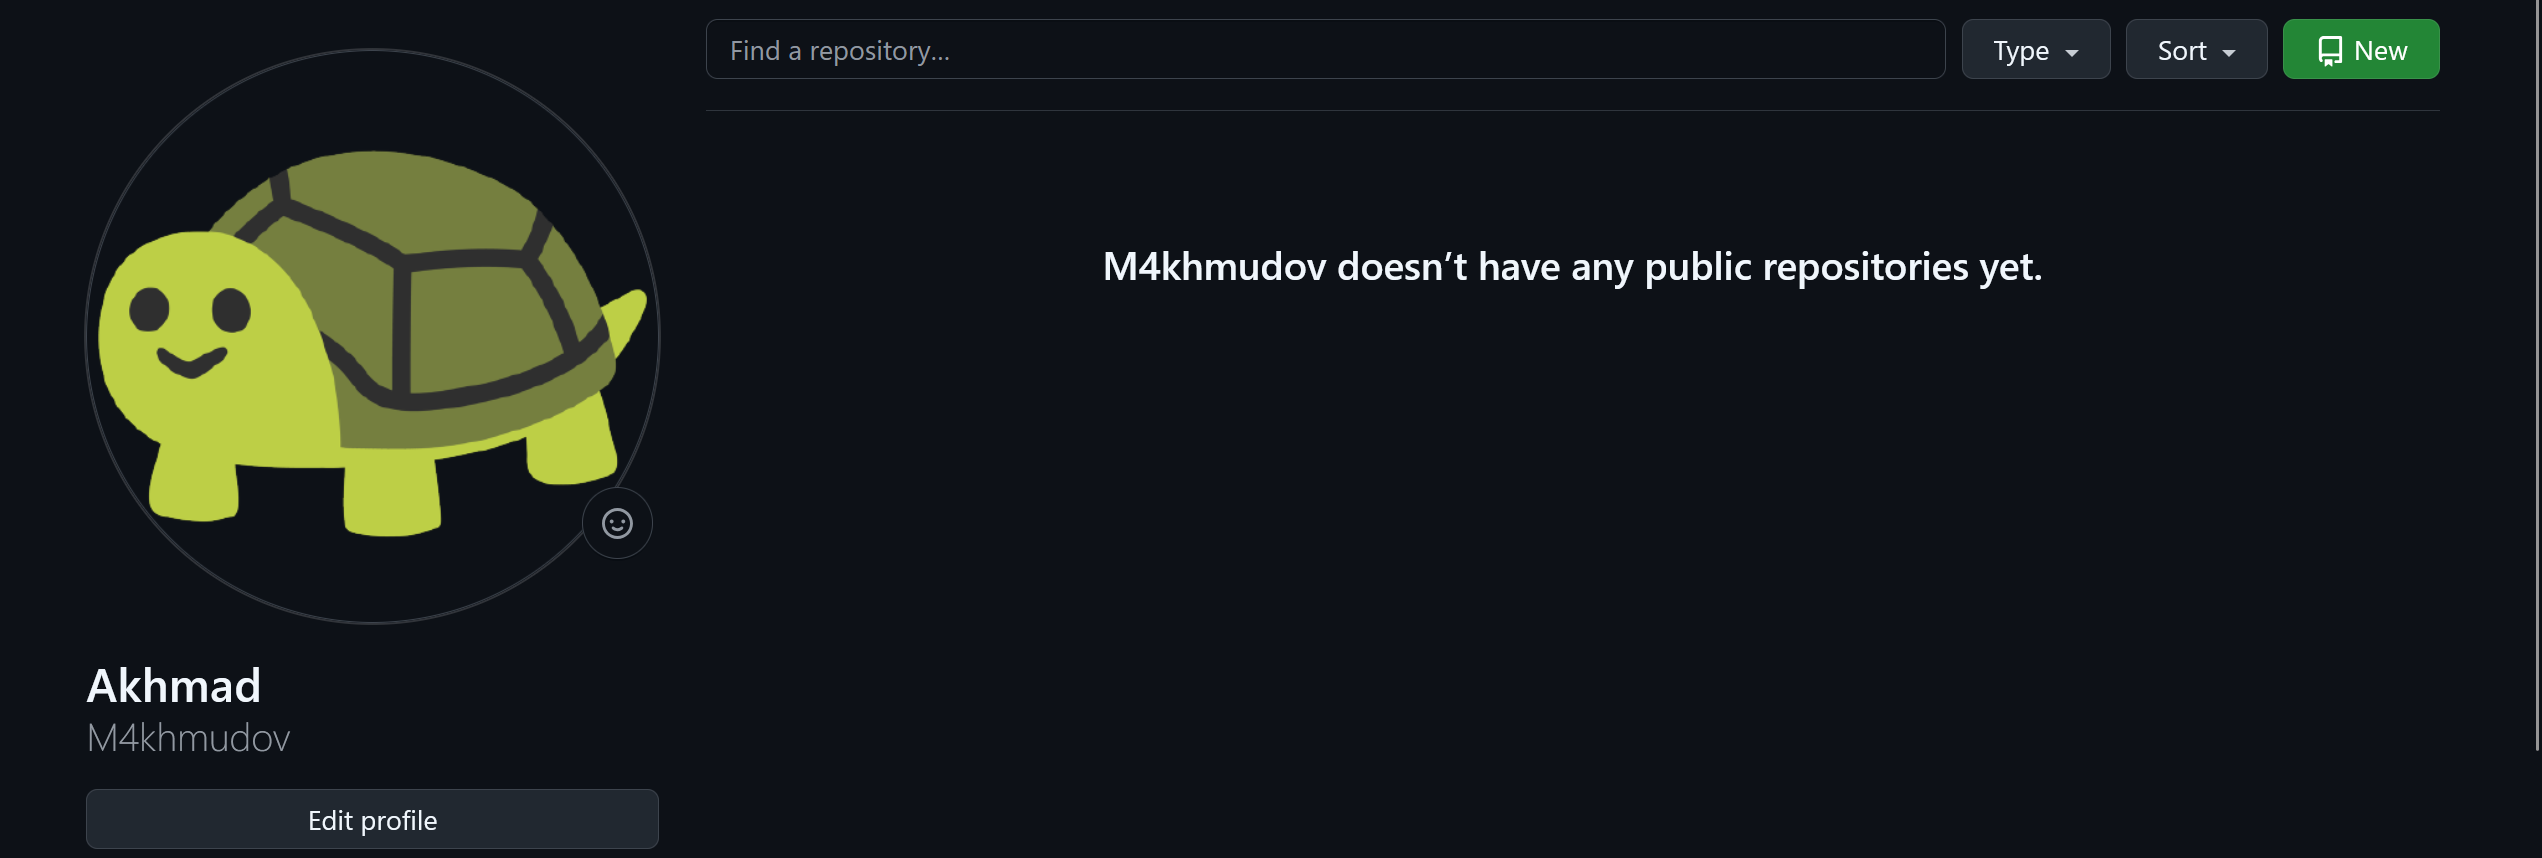 Find a repository…
Type
Sort
New
M4khmudov doesn’t have any public repositories yet.
Akhmad
M4khmudov
Edit profile